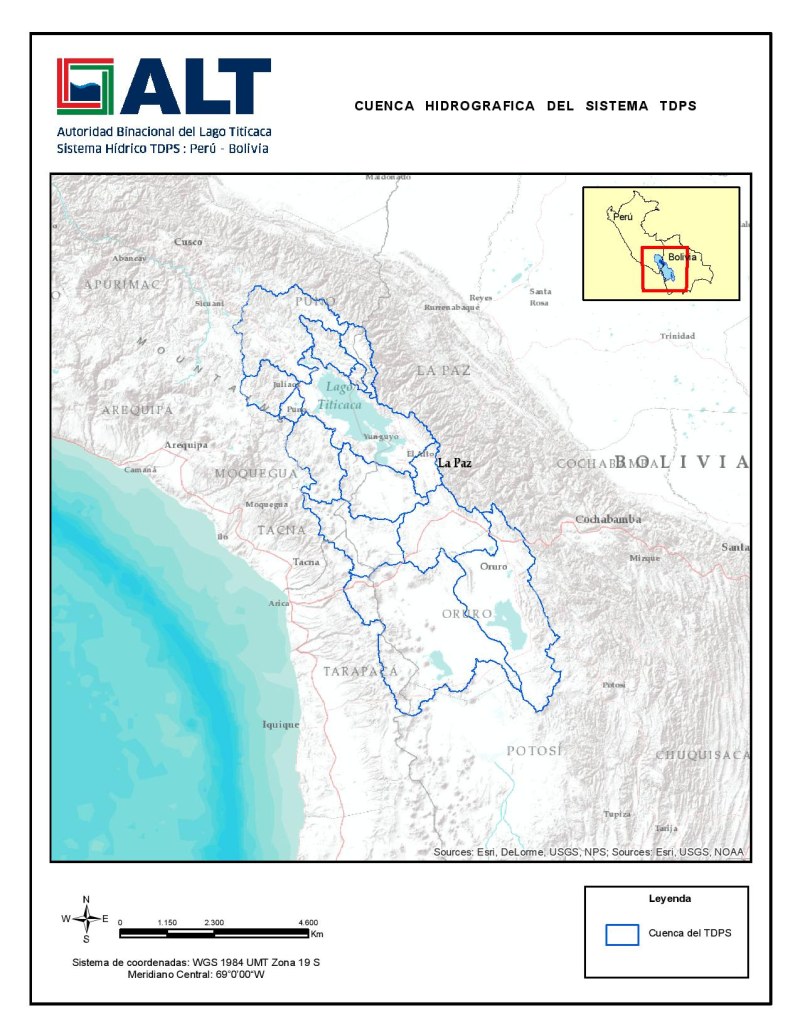 ALT
Autoridad Binacional del Lago Titicaca
Sistema Hídrico TDPS : Perú - Bolivia
CUENCA HIDROGRAFICA DEL SISTEMA TDPS
Maldonado
Perú
Bolivia
Cusco
Abancay
APURIMAC
Sicuani
PUNO
Reyes
Rurrenabaque
Santa
Rosa
Trinidad
MOUNTA
LA PAZ
Juliaca
Lago
Titicaca
Puno
AREQUIPA
Yunguyo
Arequipa
El Alto
La Paz
COCHABAMBA
BOLIVIA
Camaná
MOQUEGUA
Moquegua
Ilo
TACNA
Cochabamba
Tacna
Oruro
Mizque
Santa
Arica
ORURO
TARAPACÁ
Potosí
Iquique
POTOSÍ
CHUQUISACA
Tupiza
Tarija
Sources: Esri, DeLorme, USGS, NPS; Sources: Esri, USGS, NOAA
N
W E
S
0 1.150 2.300 4.600
Km
Sistema de coordenadas: WGS 1984 UMT Zona 19 S
Meridiano Central: 69°0'00"W
Leyenda
Cuenca del TDPS